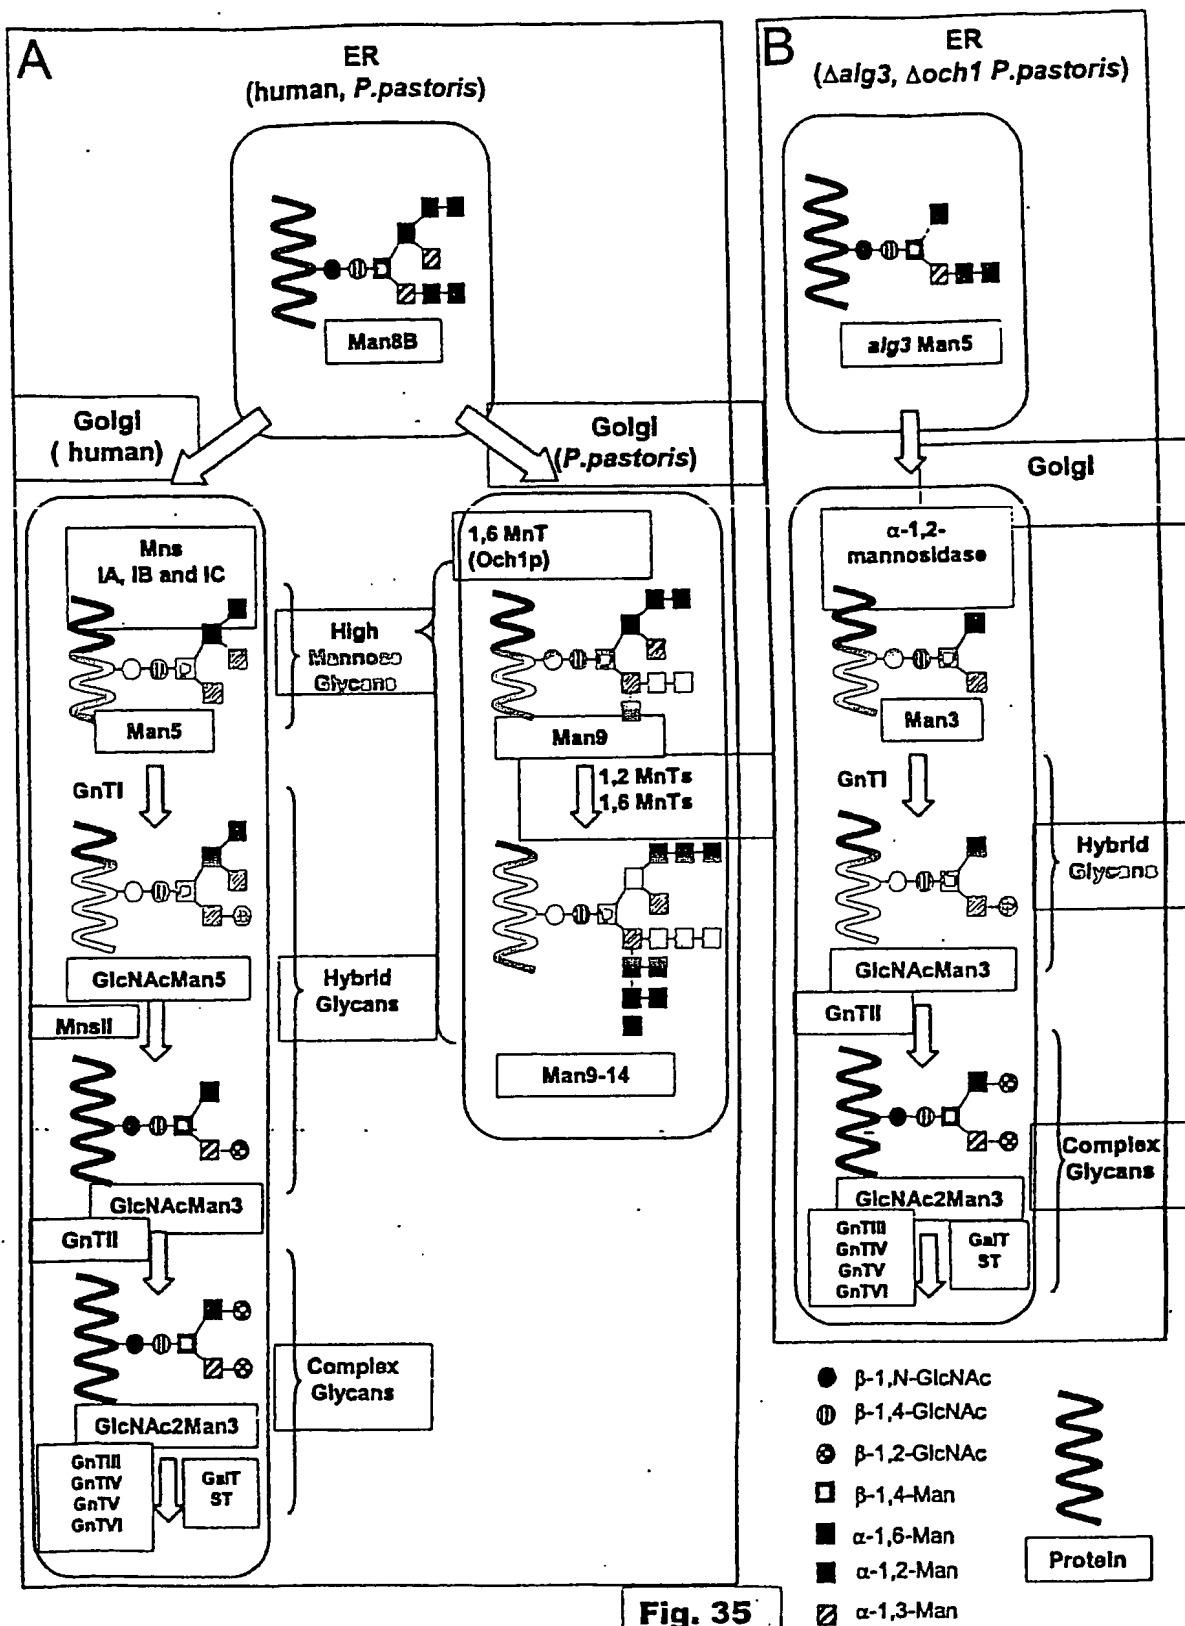 A
ER
(human, P.pastoris)
Man8B
Golgi
( human)
Golgi
(P.pastoris)
Mns
IA, IB and IC
Man5
GnTI
GlcNAcMan5
MnsII
GlcNAcMan3
GnTII
GlcNAc2Man3
GnTIII
GnTIV
GnTV
GnTVI
GalT
ST
High
Mannose
Glycans
Hybrid
Glycans
Complex
Glycans
1,6 MnT
(Och1p)
Man9
1,2 MnTs
1,6 MnTs
Man9-14
B
ER
(Δalg3, Δoch1 P.pastoris)
alg3 Man5
Golgi
α-1,2-
mannosidase
Man3
GnTI
GlcNAcMan3
GnTII
GlcNAc2Man3
GnTIII
GnTIV
GnTV
GnTVI
GalT
ST
Hybrid
Glycans
Complex
Glycans
β-1,N-GlcNAc
β-1,4-GlcNAc
β-1,2-GlcNAc
β-1,4-Man
α-1,6-Man
α-1,2-Man
α-1,3-Man
Protein
Fig. 35